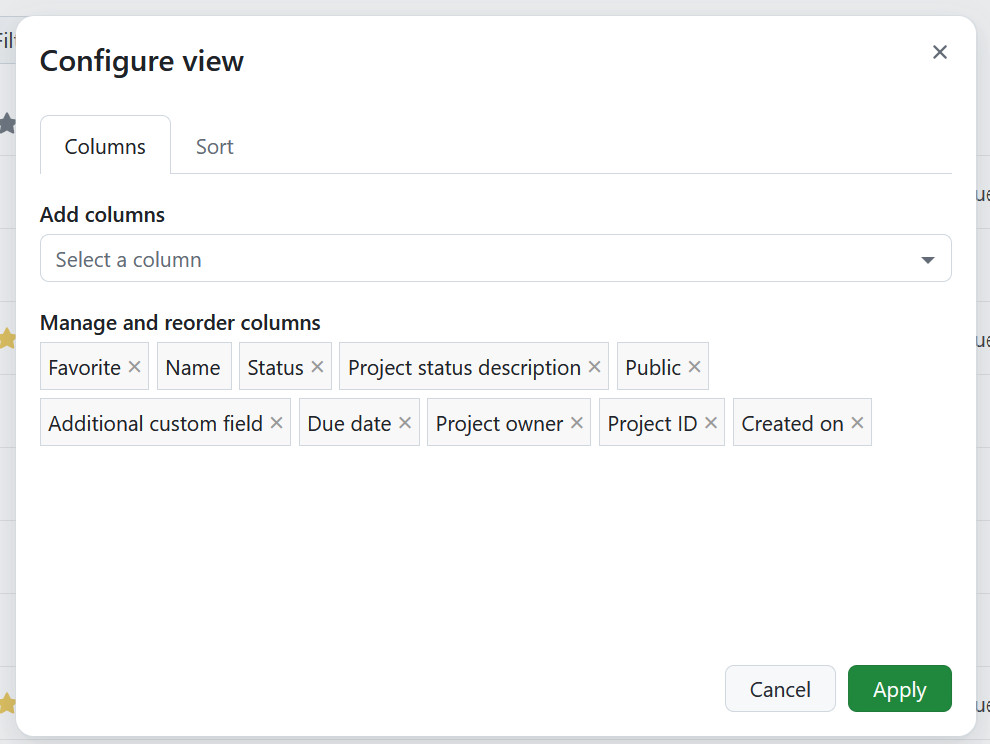 Configure view
Columns Sort
Add columns
Select a column
Manage and reorder columns
Favorite Name Status Project status description Public
Additional custom field Due date Project owner Project ID Created on
Cancel Apply